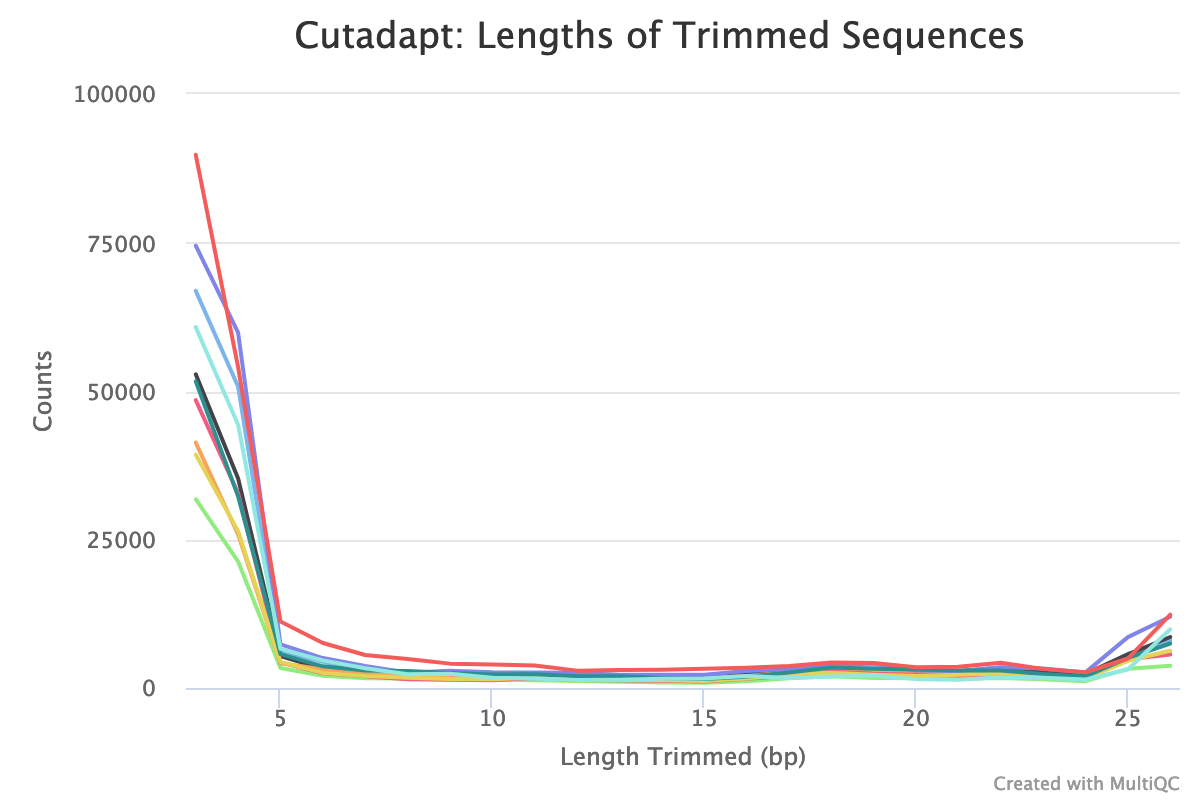 Cutadapt: Lengths of Trimmed Sequences
100000
75000
50000
25000
0
Counts
5 10 15 20 25
Length Trimmed (bp)
Created with MultiQC